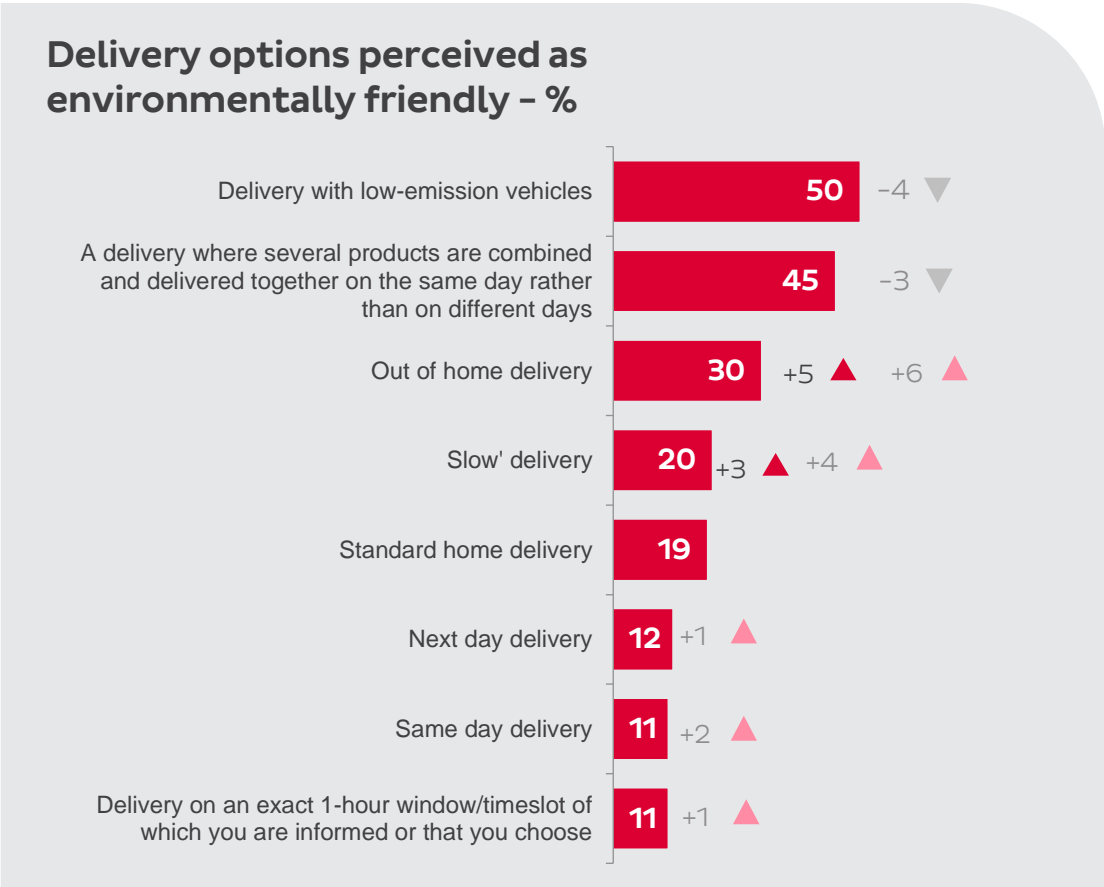 Delivery options perceived as
environmentally friendly - %
Delivery with low-emission vehicles
50
-4
A delivery where several products are combined
and delivered together on the same day rather
than on different days
45
-3
Out of home delivery
30
+5
+6
Slow' delivery
20
+3
+4
Standard home delivery
19
Next day delivery
12
+1
Same day delivery
11
+2
Delivery on an exact 1-hour window/timeslot of
which you are informed or that you choose
11
+1